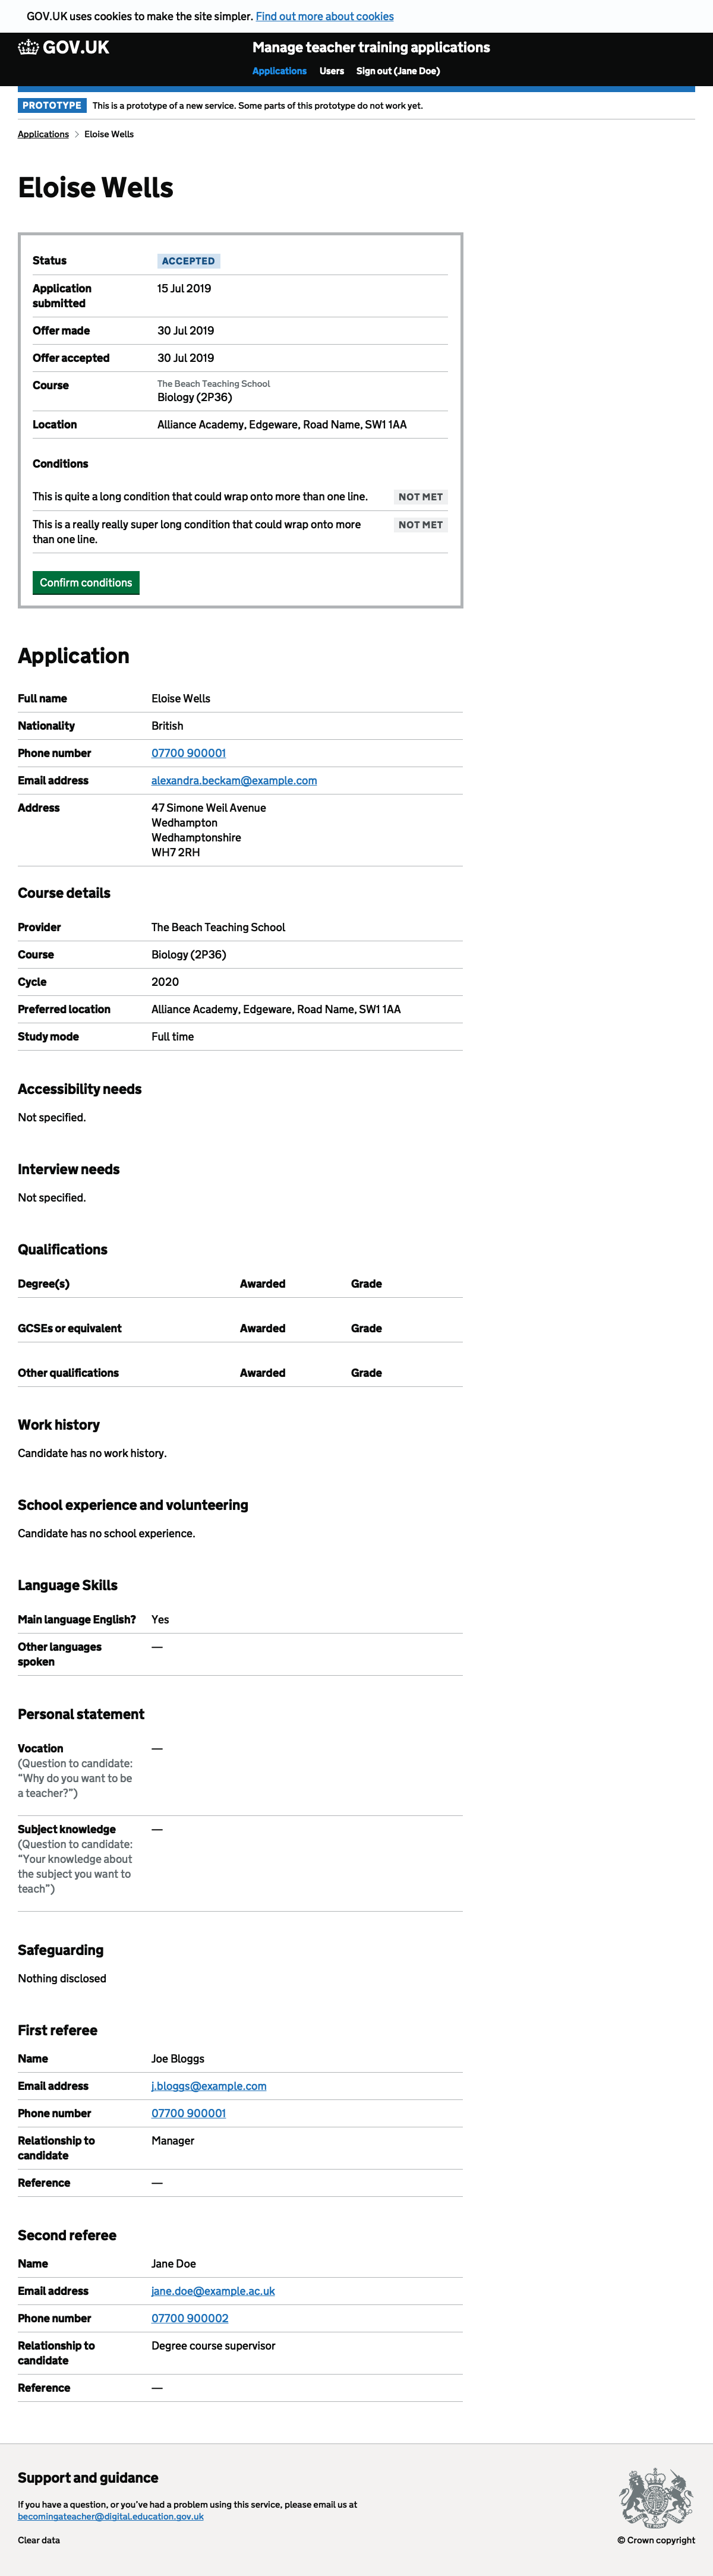 GOV.UK uses cookies to make the site simpler. Find out more about cookies
GOV.UK
Manage teacher training applications
Applications Users Sign out (Jane Doe)
PROTOTYPE This is a prototype of a new service. Some parts of this prototype do not work yet.
Applications > Eloise Wells
Eloise Wells
Status ACCEPTED
Application 15 Jul 2019
submitted
Offer made 30 Jul 2019
Offer accepted 30 Jul 2019
Course The Beach Teaching School
Biology (2P36)
Location Alliance Academy, Edgeware, Road Name, SW1 1AA
Conditions
This is quite a long condition that could wrap onto more than one line. NOT MET
This is a really really super long condition that could wrap onto more NOT MET
than one line.
Confirm conditions
Application
Full name Eloise Wells
Nationality British
Phone number 07700 900001
Email address alexandra.beckam@example.com
Address 47 Simone Weil Avenue
Wedhampton
Wedhamptonshire
WH7 2RH
Course details
Provider The Beach Teaching School
Course Biology (2P36)
Cycle 2020
Preferred location Alliance Academy, Edgeware, Road Name, SW1 1AA
Study mode Full time
Accessibility needs
Not specified.
Interview needs
Not specified.
Qualifications
Degree(s) Awarded Grade
GCSEs or equivalent Awarded Grade
Other qualifications Awarded Grade
Work history
Candidate has no work history.
School experience and volunteering
Candidate has no school experience.
Language Skills
Main language English? Yes
Other languages —
spoken
Personal statement
Vocation —
(Question to candidate:
“Why do you want to be
a teacher?”)
Subject knowledge —
(Question to candidate:
“Your knowledge about
the subject you want to
teach”)
Safeguarding
Nothing disclosed
First referee
Name Joe Bloggs
Email address j.bloggs@example.com
Phone number 07700 900001
Relationship to Manager
candidate
Reference —
Second referee
Name Jane Doe
Email address jane.doe@example.ac.uk
Phone number 07700 900002
Relationship to Degree course supervisor
candidate
Reference —
Support and guidance
If you have a question, or you’ve had a problem using this service, please email us at
becomingateacher@digital.education.gov.uk
Clear data
© Crown copyright